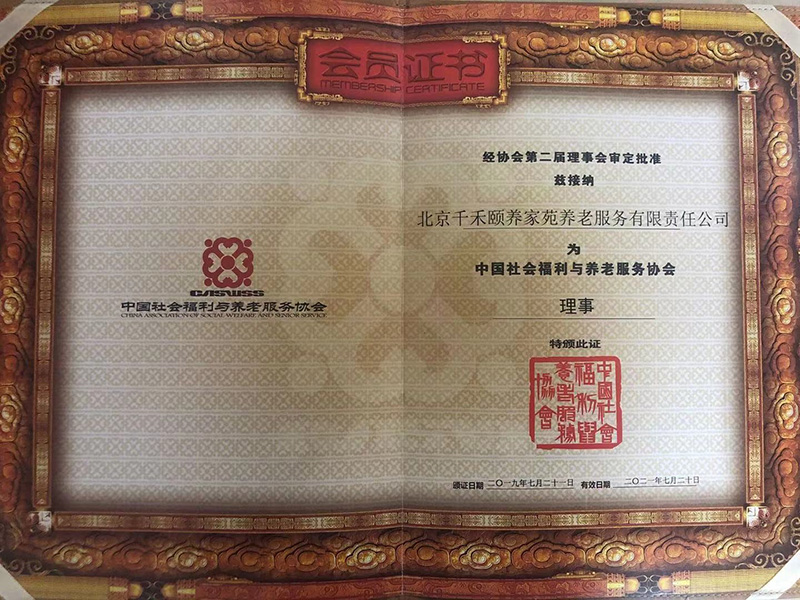 会员证书
MEMBERSHIP CERTIFICATE
CASWSS
中国社会福利与养老服务协会
CHINA ASSOCIATION OF SOCIAL WELFARE AND SENIOR SERVICE
经协会第二届理事会审定批准
兹接纳
北京千禾颐养家苑养老服务有限责任公司
为
中国社会福利与养老服务协会
理事
特颁此证
中國社會福利與養老服務協會
颁证日期 二〇一九年七月二十一日 有效日期 二〇二一年七月二十日